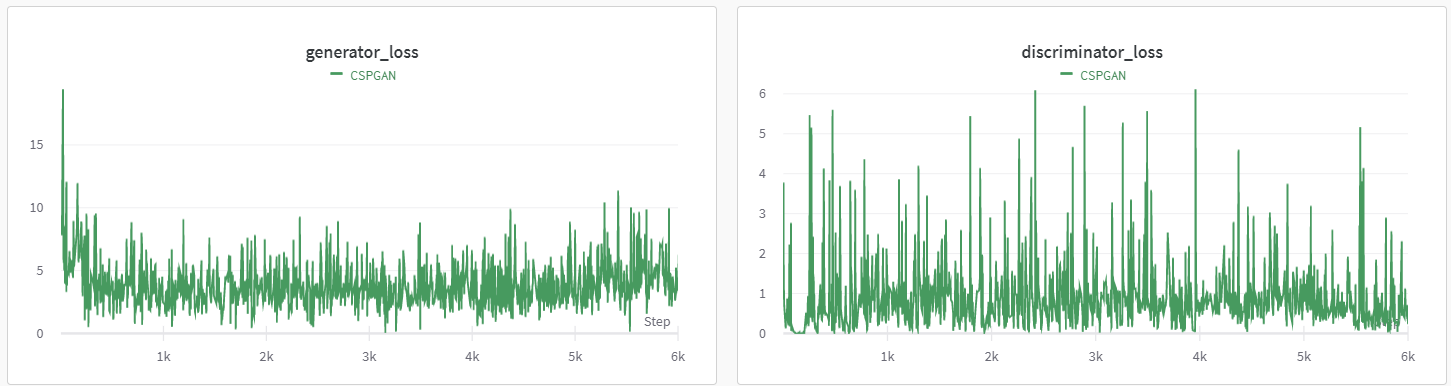 generator_loss
CSPGAN
15
10
5
0
Step
1k
2k
3k
4k
5k
6k
discriminator_loss
CSPGAN
6
5
4
3
2
1
0
1k
2k
3k
4k
5k
6k